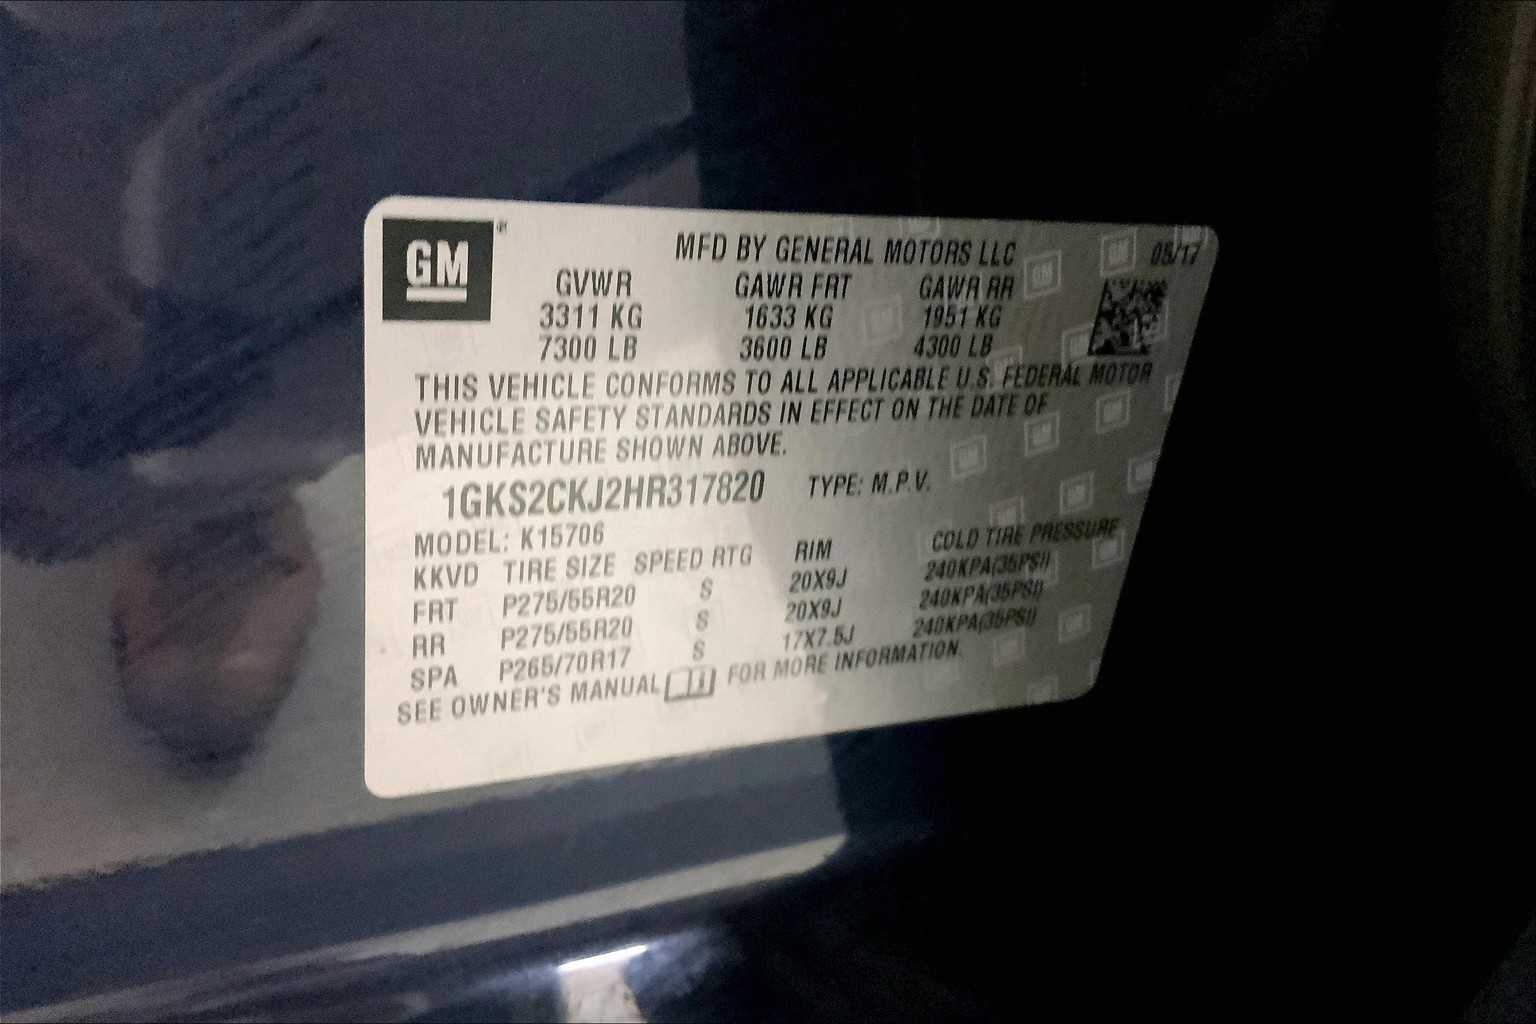 GM®
MFD BY GENERAL MOTORS LLC 05/17
GVWR GAWR FRT GAWR RR
3311 KG 1633 KG 1951 KG
7300 LB 3600 LB 4300 LB
THIS VEHICLE CONFORMS TO ALL APPLICABLE U.S. FEDERAL MOTOR
VEHICLE SAFETY STANDARDS IN EFFECT ON THE DATE OF
MANUFACTURE SHOWN ABOVE.
1GKS2CKJ2HR317820 TYPE: M.P.V.
MODEL: K15706
KKVD TIRE SIZE SPEED RTG RIM COLD TIRE PRESSURE
FRT P275/55R20 S 20X9J 240KPA(35PSI)
RR P275/55R20 S 20X9J 240KPA(35PSI)
SPA P265/70R17 S 17X7.5J 240KPA(35PSI)
SEE OWNER'S MANUAL FOR MORE INFORMATION.